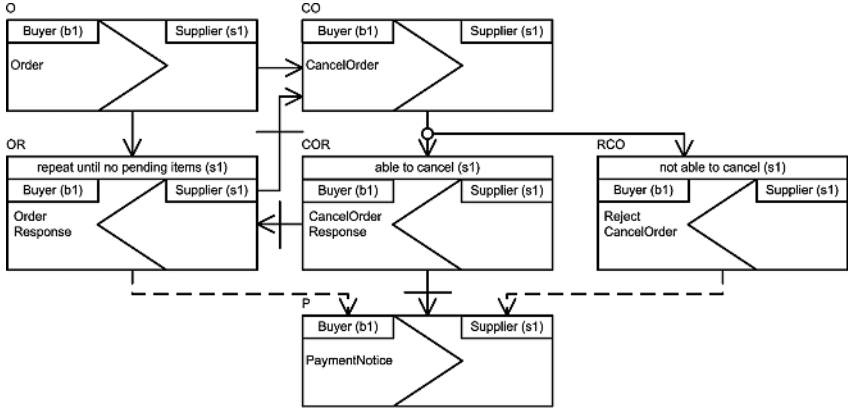 O
CO
Buyer (b1)
Supplier (s1)
Buyer (b1)
Supplier (s1)
Order
CancelOrder
OR
COR
RCO
repeat until no pending items (s1)
able to cancel (s1)
not able to cancel (s1)
Buyer (b1)
Supplier (s1)
Buyer (b1)
Supplier (s1)
Buyer (b1)
Supplier (s1)
Order
Response
CancelOrder
Response
Reject
CancelOrder
P
Buyer (b1)
Supplier (s1)
PaymentNotice